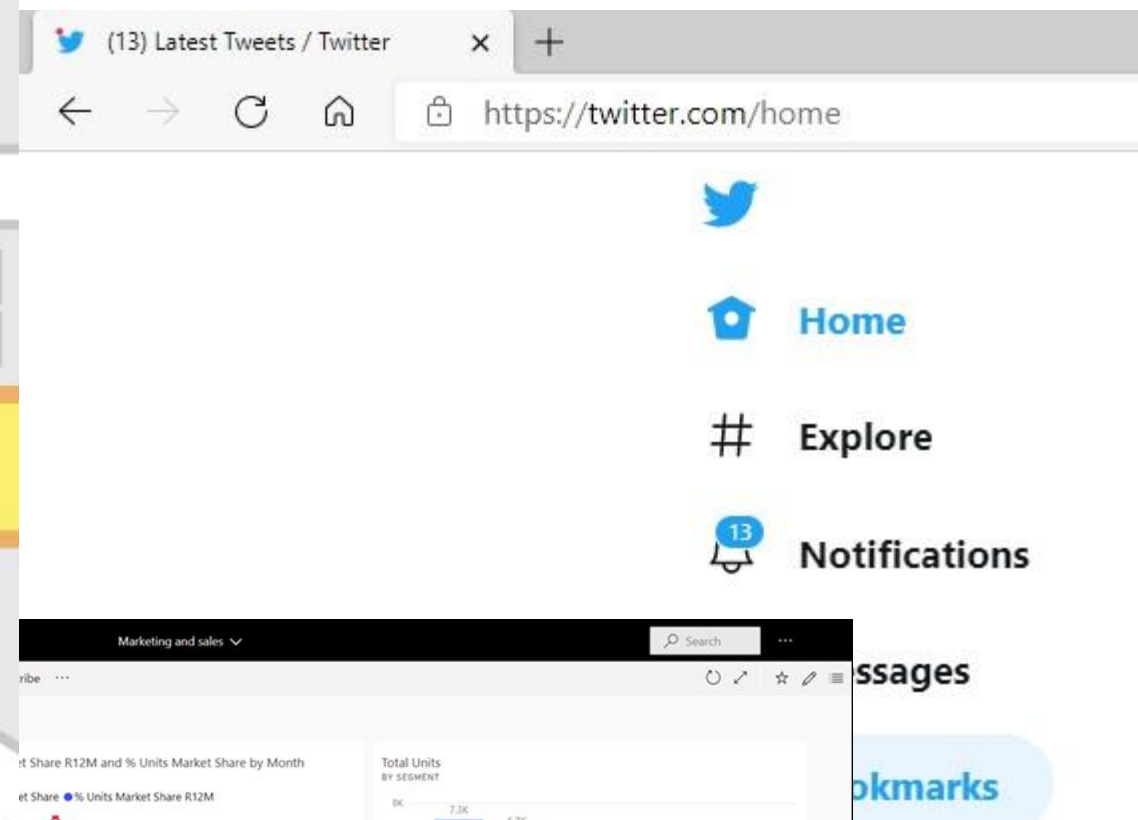 (13) Latest Tweets / Twitter
https://twitter.com/home
Home
Explore
13
Notifications
Marketing and sales
Search
ssages
ribe
et Share R12M and % Units Market Share by Month
Total Units
BY SEGMENT
okmarks
et Share % Units Market Share R12M
8K
7.3K